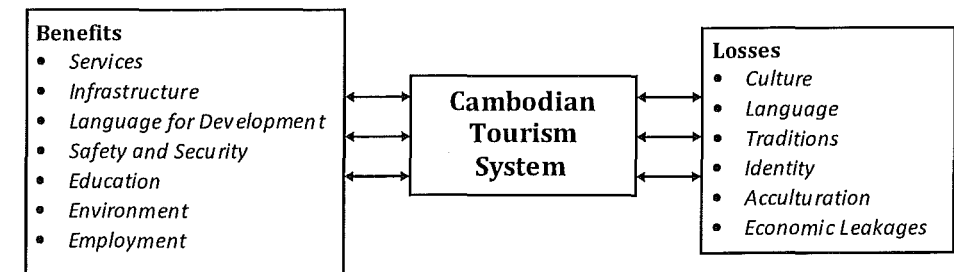 Benefits
• Services
• Infrastructure
• Language for Development
• Safety and Security
• Education
• Environment
• Employment
Cambodian
Tourism
System
Losses
• Culture
• Language
• Traditions
• Identity
• Acculturation
• Economic Leakages